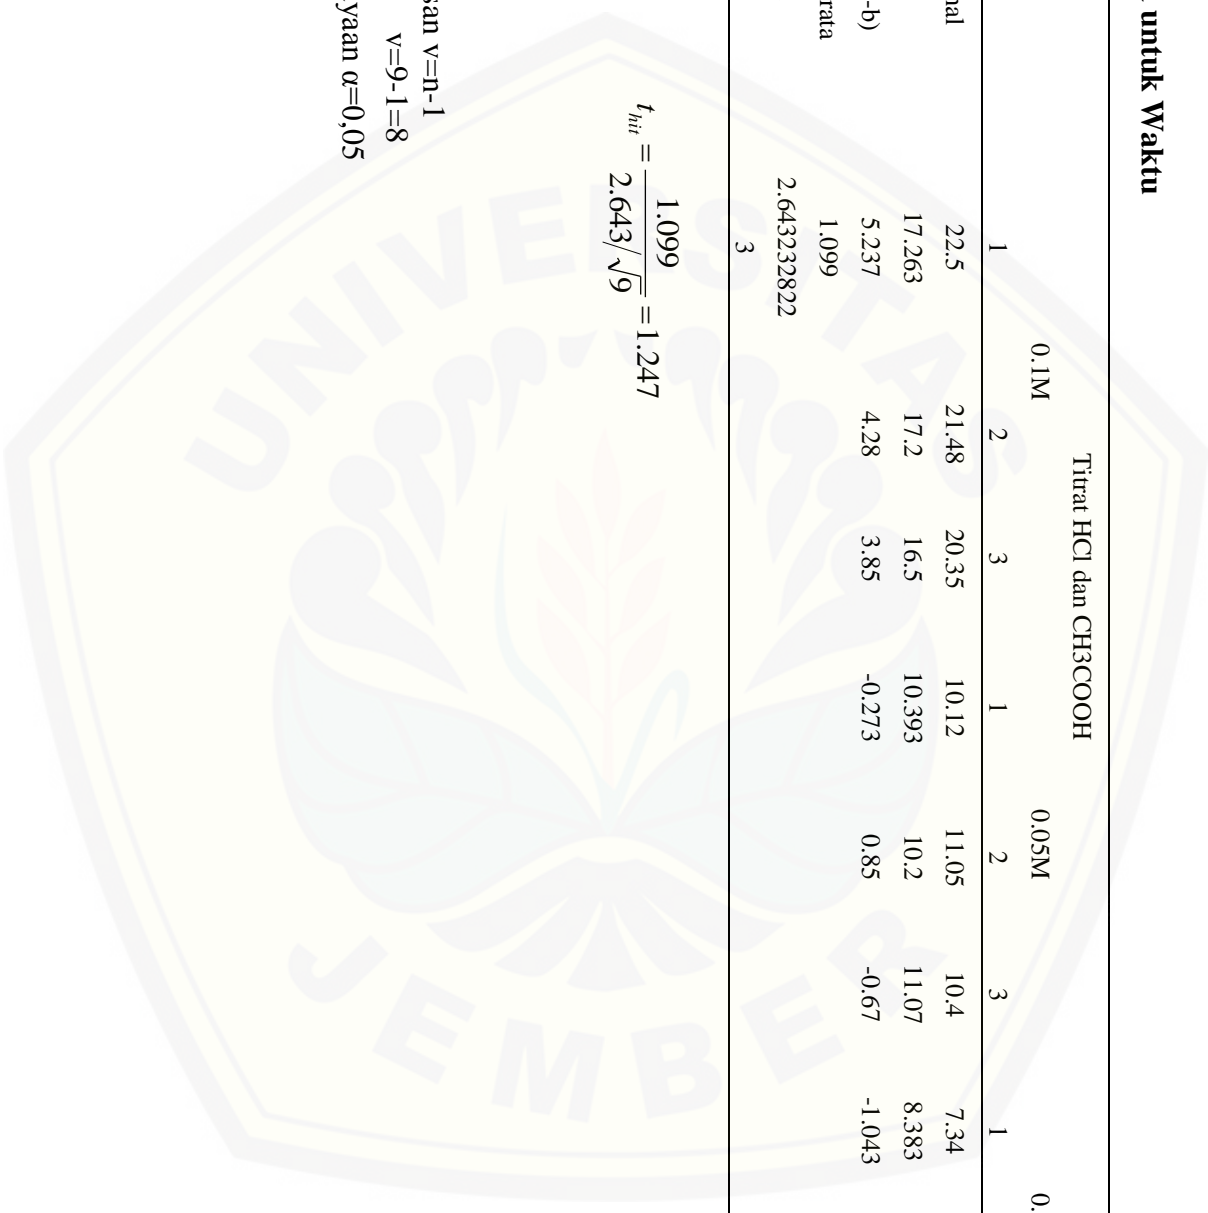 untuk Waktu
Titrat HCl dan CH3COOH
0.1M 0.05M 0.
1 2 3 1 2 3 1
nal 22.5 21.48 20.35 10.12 11.05 10.4 7.34
17.263 17.2 16.5 10.393 10.2 11.07 8.383
-b) 5.237 4.28 3.85 -0.273 0.85 -0.67 -1.043
rata 1.099
2.643232822
3
t_hit = 1.099 / (2.643/√9) = 1.247
san v=n-1
v=9-1=8
yaan α=0,05
UNIVERSITAS
JEMBER